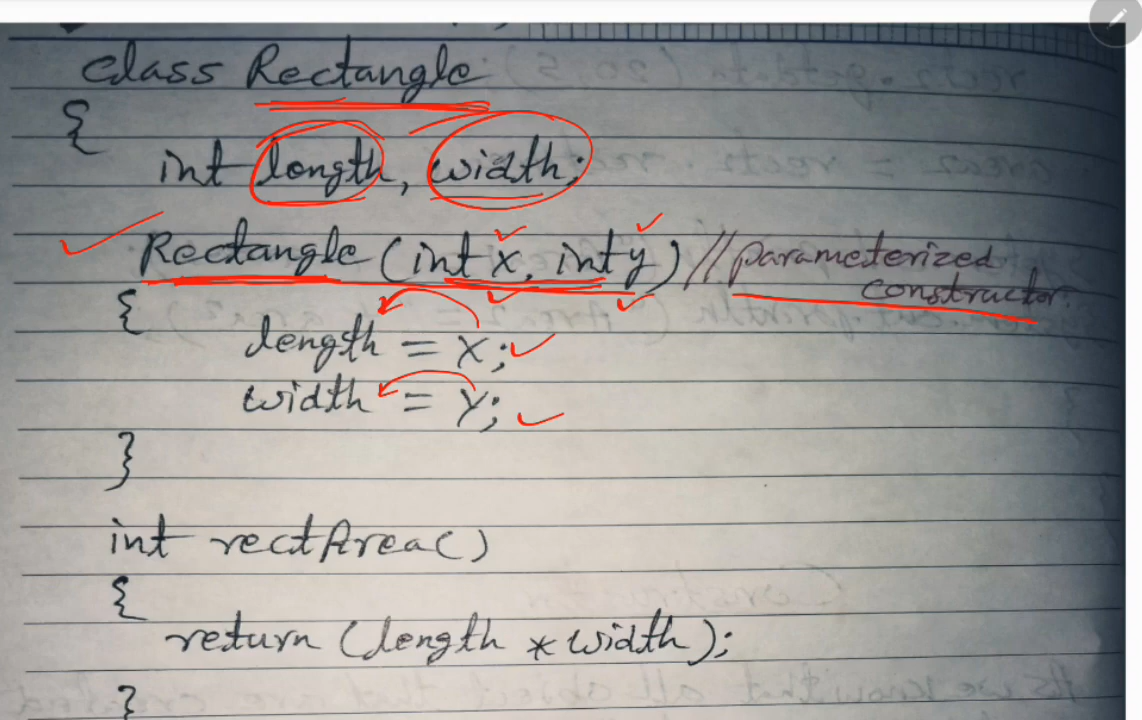 class Rectangle
{
int length, width;
Rectangle (int x, int y) // parameterized
constructor.
{
length = x;
width = y;
}
int rectArea()
{
return (length * width);
}